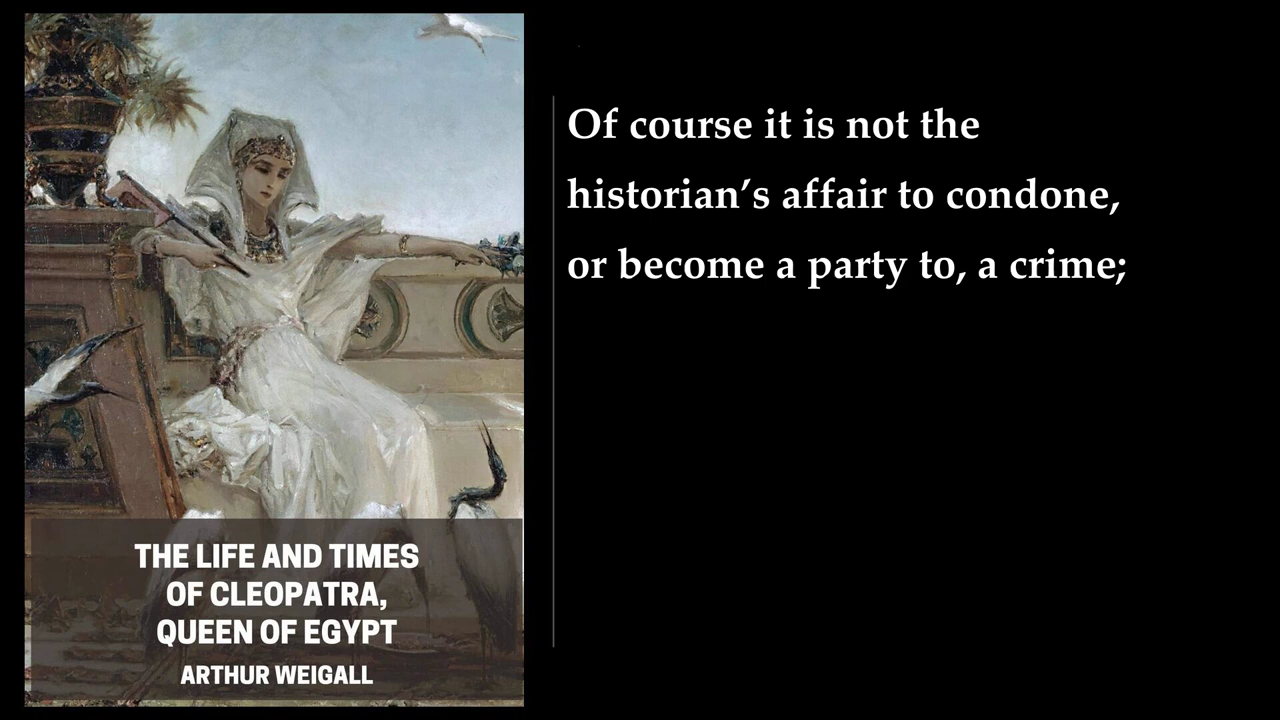 Of course it is not the
historian’s affair to condone,
or become a party to, a crime;
THE LIFE AND TIMES
OF CLEOPATRA,
QUEEN OF EGYPT
ARTHUR WEIGALL